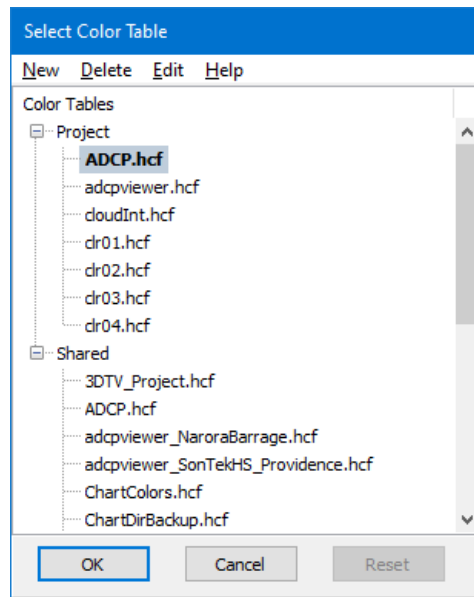 Select Color Table
New Delete Edit Help
Color Tables
Project
ADCP.hcf
adcpviewer.hcf
cloudInt.hcf
clr01.hcf
clr02.hcf
clr03.hcf
clr04.hcf
Shared
3DTV_Project.hcf
ADCP.hcf
adcpviewer_NaroraBarrage.hcf
adcpviewer_SonTekHS_Providence.hcf
ChartColors.hcf
ChartDirBackup.hcf
OK Cancel Reset